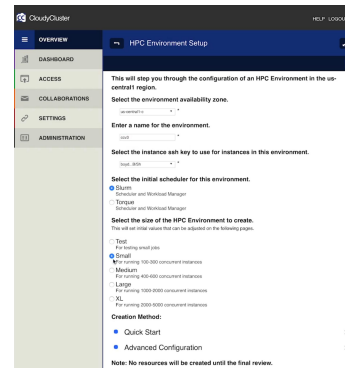 CloudyCluster
HELP LOGOU
OVERVIEW
HPC Environment Setup
DASHBOARD
ACCESS
COLLABORATIONS
SETTINGS
ADMINISTRATION
This will step you through the configuration of an HPC Environment in the us-
central1 region.
Select the environment availability zone.
us-central1-c *
Enter a name for the environment.
*
Select the instance ssh key to use for instances in this environment.
*
Select the initial scheduler for this environment.
Slurm
Scheduler and Workload Manager
Torque
Scheduler and Workload Manager
Select the size of the HPC Environment to create.
This will set initial values that can be adjusted on the following pages.
Test
For testing small jobs
Small
For running 100-300 concurrent instances
Medium
For running 400-600 concurrent instances
Large
For running 1000-2000 concurrent instances
XL
For running 2000-5000 concurrent instances
Creation Method:
Quick Start
Advanced Configuration
Note: No resources will be created until the final review.